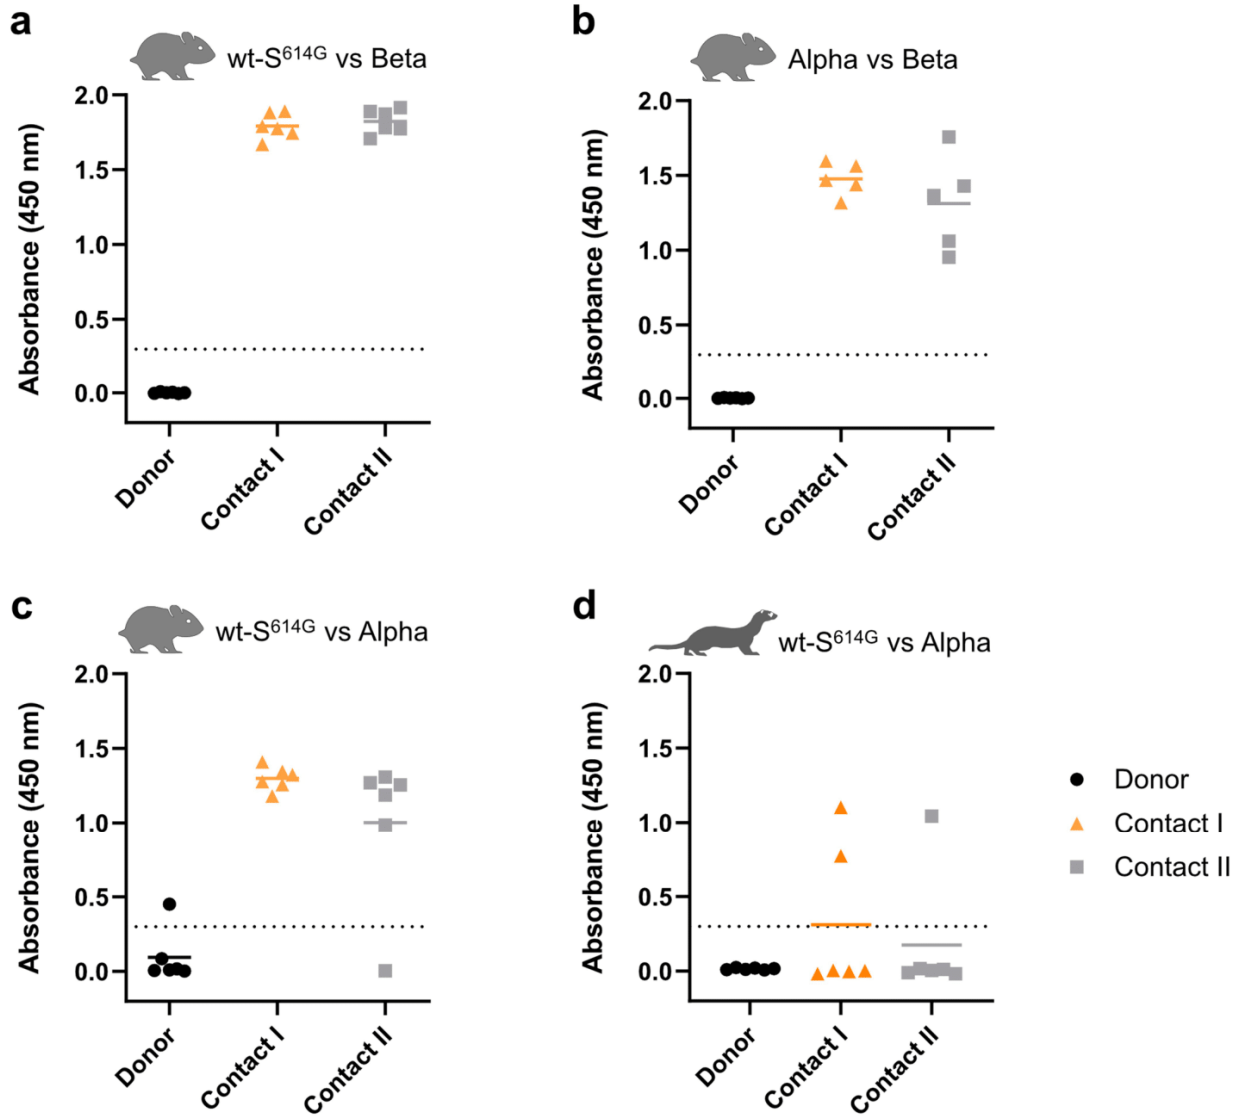 a
wt-S614G vs Beta
Absorbance (450 nm)
2.0
1.5
1.0
0.5
0.0
Donor
Contact I
Contact II
b
Alpha vs Beta
Absorbance (450 nm)
2.0
1.5
1.0
0.5
0.0
Donor
Contact I
Contact II
c
wt-S614G vs Alpha
Absorbance (450 nm)
2.0
1.5
1.0
0.5
0.0
Donor
Contact I
Contact II
d
wt-S614G vs Alpha
Absorbance (450 nm)
2.0
1.5
1.0
0.5
0.0
Donor
Contact I
Contact II
Donor
Contact I
Contact II